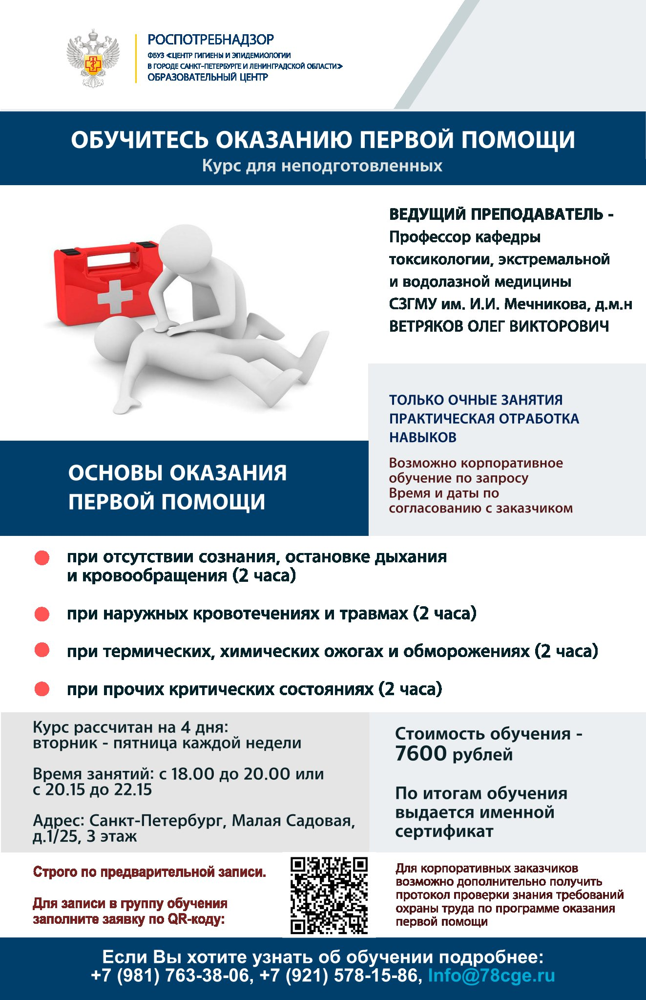 РОСПОТРЕБНАДЗОР
ФБУЗ «ЦЕНТР ГИГИЕНЫ И ЭПИДЕМИОЛОГИИ
В ГОРОДЕ САНКТ-ПЕТЕРБУРГЕ И ЛЕНИНГРАДСКОЙ ОБЛАСТИ»
ОБРАЗОВАТЕЛЬНЫЙ ЦЕНТР
ОБУЧИТЕСЬ ОКАЗАНИЮ ПЕРВОЙ ПОМОЩИ
Курс для неподготовленных
ВЕДУЩИЙ ПРЕПОДАВАТЕЛЬ -
Профессор кафедры
токсикологии, экстремальной
и водолазной медицины
СЗГМУ им. И.И. Мечникова, д.м.н
ВЕТРЯКОВ ОЛЕГ ВИКТОРОВИЧ
ТОЛЬКО ОЧНЫЕ ЗАНЯТИЯ
ПРАКТИЧЕСКАЯ ОТРАБОТКА
НАВЫКОВ
Возможно корпоративное
обучение по запросу
Время и даты по
согласованию с заказчиком
ОСНОВЫ ОКАЗАНИЯ
ПЕРВОЙ ПОМОЩИ
при отсутствии сознания, остановке дыхания
и кровообращения (2 часа)
при наружных кровотечениях и травмах (2 часа)
при термических, химических ожогах и обморожениях (2 часа)
при прочих критических состояниях (2 часа)
Курс рассчитан на 4 дня:
вторник - пятница каждой недели
Время занятий: с 18.00 до 20.00 или
с 20.15 до 22.15
Адрес: Санкт-Петербург, Малая Садовая,
д.1/25, 3 этаж
Стоимость обучения -
7600 рублей
По итогам обучения
выдается именной
сертификат
Строго по предварительной записи.
Для записи в группу обучения
заполните заявку по QR-коду:
Для корпоративных заказчиков
возможно дополнительно получить
протокол проверки знания требований
охраны труда по программе оказания
первой помощи
Если Вы хотите узнать об обучении подробнее:
+7 (981) 763-38-06, +7 (921) 578-15-86, Info@78cge.ru